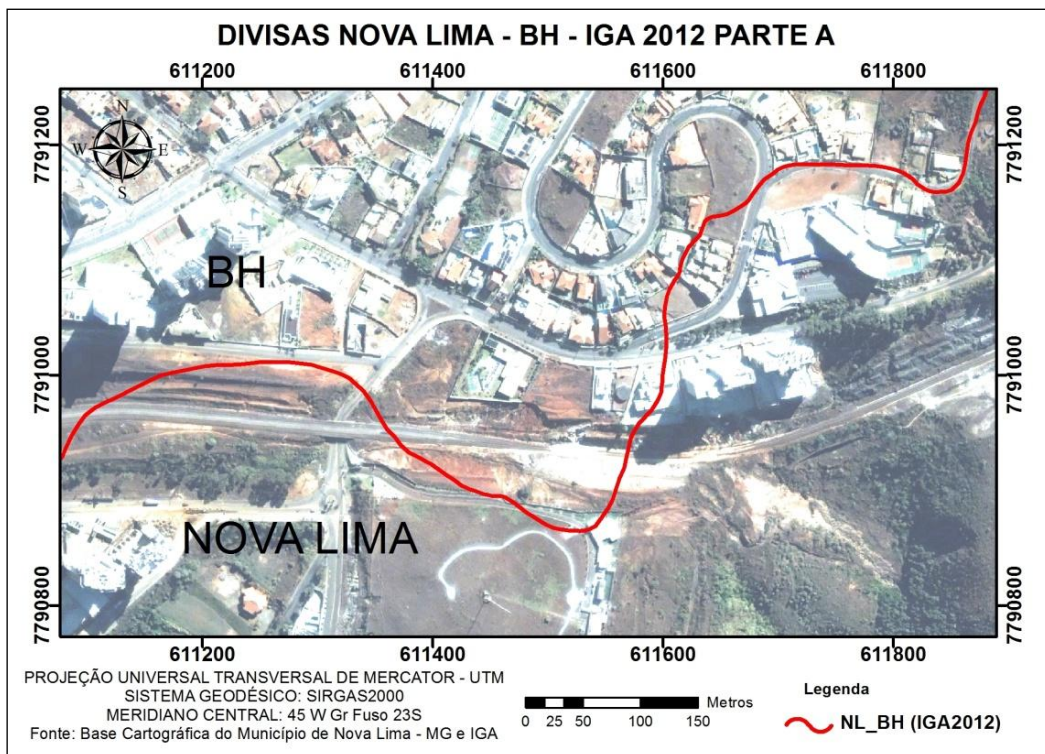 DIVISAS NOVA LIMA - BH - IGA 2012 PARTE A
611200 611400 611600 611800
7791200 7791200
N
W E
S
BH
7791000 7791000
NOVA LIMA
7790800 7790800
611200 611400 611600 611800
PROJEÇÃO UNIVERSAL TRANSVERSAL DE MERCATOR - UTM
SISTEMA GEODÉSICO: SIRGAS2000
MERIDIANO CENTRAL: 45 W Gr Fuso 23S
Fonte: Base Cartográfica do Município de Nova Lima - MG e IGA
Metros
0 25 50 100 150
Legenda
NL_BH (IGA2012)